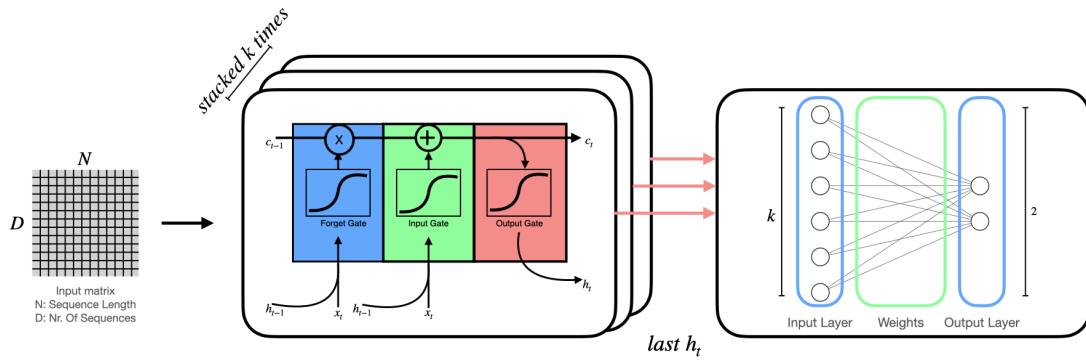 stacked k times
N
D
Input matrix
N: Sequence Length
D: Nr. Of Sequences
c_{t-1}
X
+
c_t
Forget Gate
Input Gate
Output Gate
h_{t-1}
x_t
h_{t-1}
x_t
h_t
last h_t
k
2
Input Layer
Weights
Output Layer